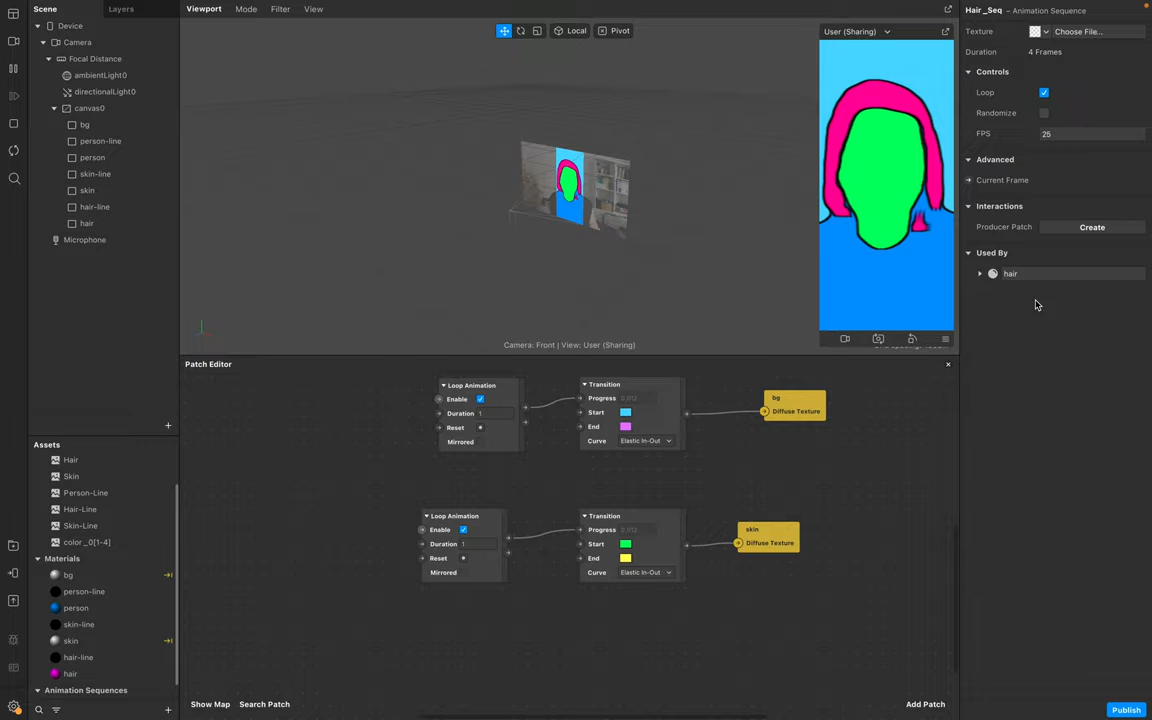 Scene
Layers
Device
Camera
Focal Distance
ambientLight0
directionalLight0
canvas0
bg
person-line
person
skin-line
skin
hair-line
hair
Microphone
Assets
Hair
Skin
Person-Line
Hair-Line
Skin-Line
color_0[1-4]
Materials
bg
person-line
person
skin-line
skin
hair-line
hair
Animation Sequences
Viewport
Mode
Filter
View
Local
Pivot
User (Sharing)
Camera: Front | View: User (Sharing)
Patch Editor
Loop Animation
Enable
Duration 1
Reset
Mirrored
Transition
Progress 0.012
Start
End
Curve Elastic In-Out
bg
Diffuse Texture
Loop Animation
Enable
Duration 1
Reset
Mirrored
Transition
Progress 0.012
Start
End
Curve Elastic In-Out
skin
Diffuse Texture
Show Map
Search Patch
Add Patch
Hair_Seq – Animation Sequence
Texture Choose File...
Duration 4 Frames
Controls
Loop
Randomize
FPS 25
Advanced
Current Frame
Interactions
Producer Patch Create
Used By
hair
Publish